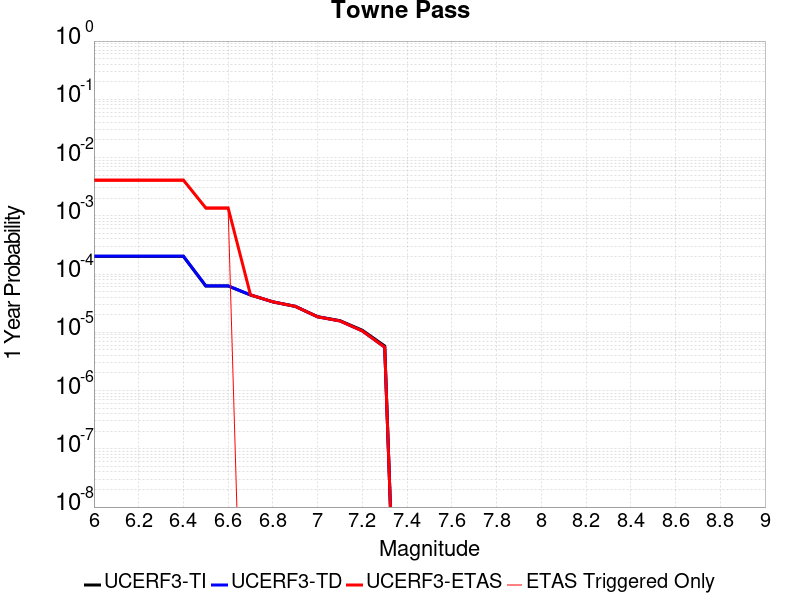 Towne Pass
1 Year Probability
10^0
10^-1
10^-2
10^-3
10^-4
10^-5
10^-6
10^-7
10^-8
6 6.2 6.4 6.6 6.8 7 7.2 7.4 7.6 7.8 8 8.2 8.4 8.6 8.8 9
Magnitude
UCERF3-TI UCERF3-TD UCERF3-ETAS ETAS Triggered Only